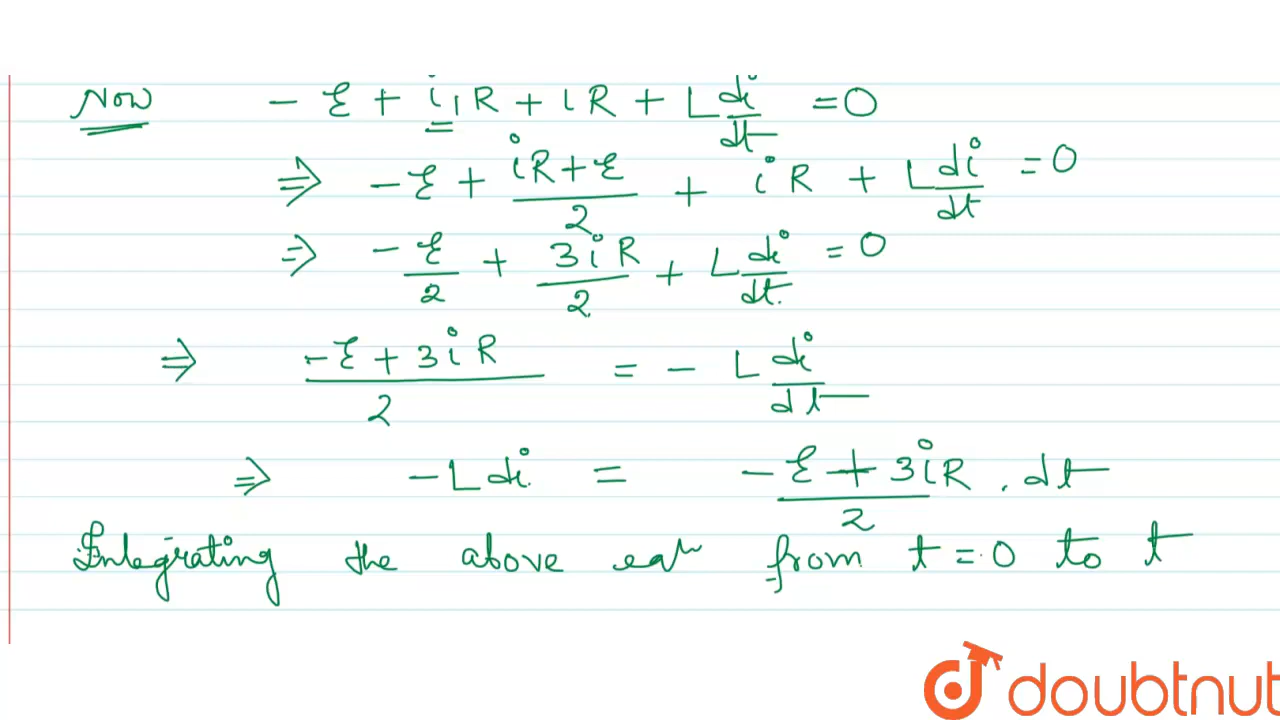 Now - ε + i₁R + iR + L di/dt = 0
⇒ - ε + (iR + ε)/2 + iR + L di/dt = 0
⇒ - ε/2 + 3iR/2 + L di/dt = 0
⇒ (- ε + 3iR)/2 = - L di/dt
⇒ - L di = (- ε + 3iR)/2 . dt
Integrating the above eqn from t = 0 to t
doubtnut